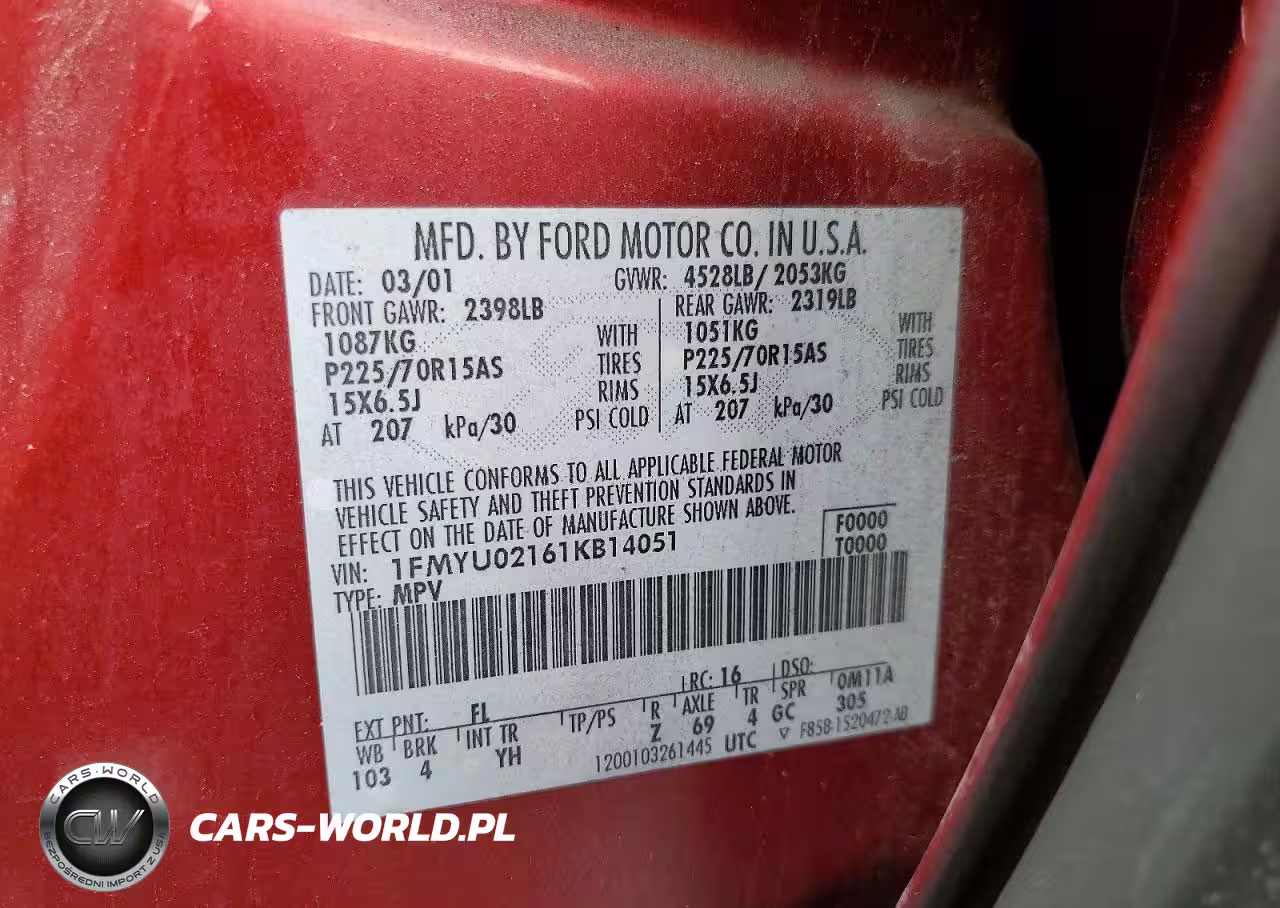 MFD. BY FORD MOTOR CO. IN U.S.A.
DATE: 03/01 GVWR: 4528LB/ 2053KG
FRONT GAWR: 2398LB REAR GAWR: 2319LB
1087KG WITH 1051KG WITH
P225/70R15AS TIRES P225/70R15AS TIRES
15X6.5J RIMS 15X6.5J RIMS
AT 207 kPa/30 PSI COLD AT 207 kPa/30 PSI COLD
THIS VEHICLE CONFORMS TO ALL APPLICABLE FEDERAL MOTOR
VEHICLE SAFETY AND THEFT PREVENTION STANDARDS IN
EFFECT ON THE DATE OF MANUFACTURE SHOWN ABOVE.
VIN: 1FMYU02161KB14051 F0000
TYPE: MPV T0000
EXT PNT: FL RC: 16 DSO:
WB BRK INT TR TP/PS R AXLE TR SPR 0M11A
103 4 YH Z 69 4 GC 305
1200103261445 UTC ▽ F85B-1520472-AB
CARS-WORLD
CW
BEZPOŚREDNI IMPORT Z USA
CARS-WORLD.PL